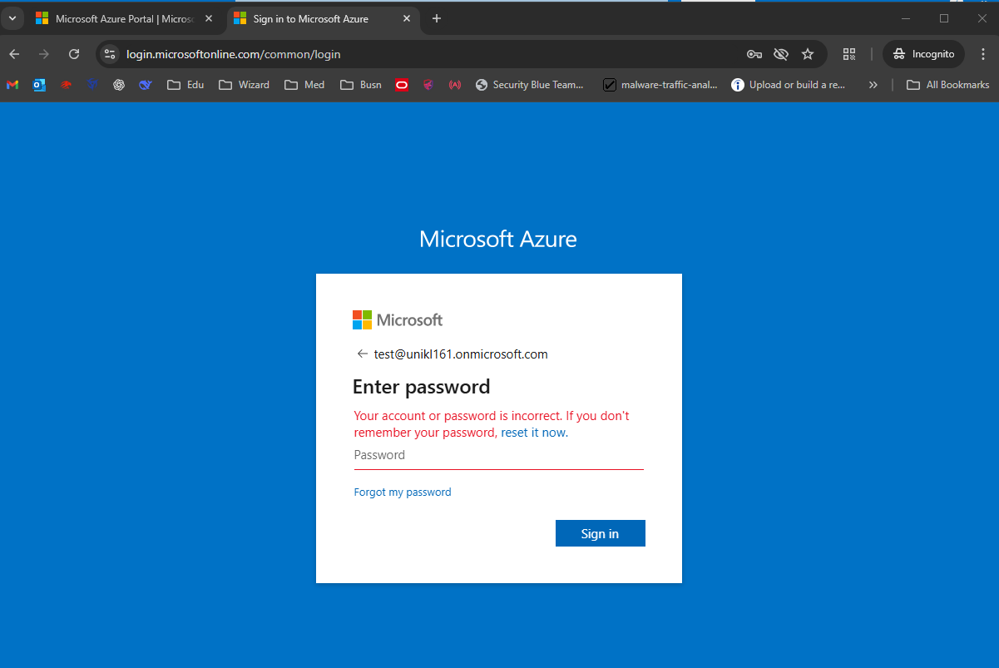 Microsoft Azure Portal | Microso
Sign in to Microsoft Azure
login.microsoftonline.com/common/login
Incognito
Edu
Wizard
Med
Busn
Security Blue Team...
malware-traffic-anal...
Upload or build a re...
All Bookmarks
Microsoft Azure
Microsoft
test@unikl161.onmicrosoft.com
Enter password
Your account or password is incorrect. If you don't
remember your password, reset it now.
Password
Forgot my password
Sign in